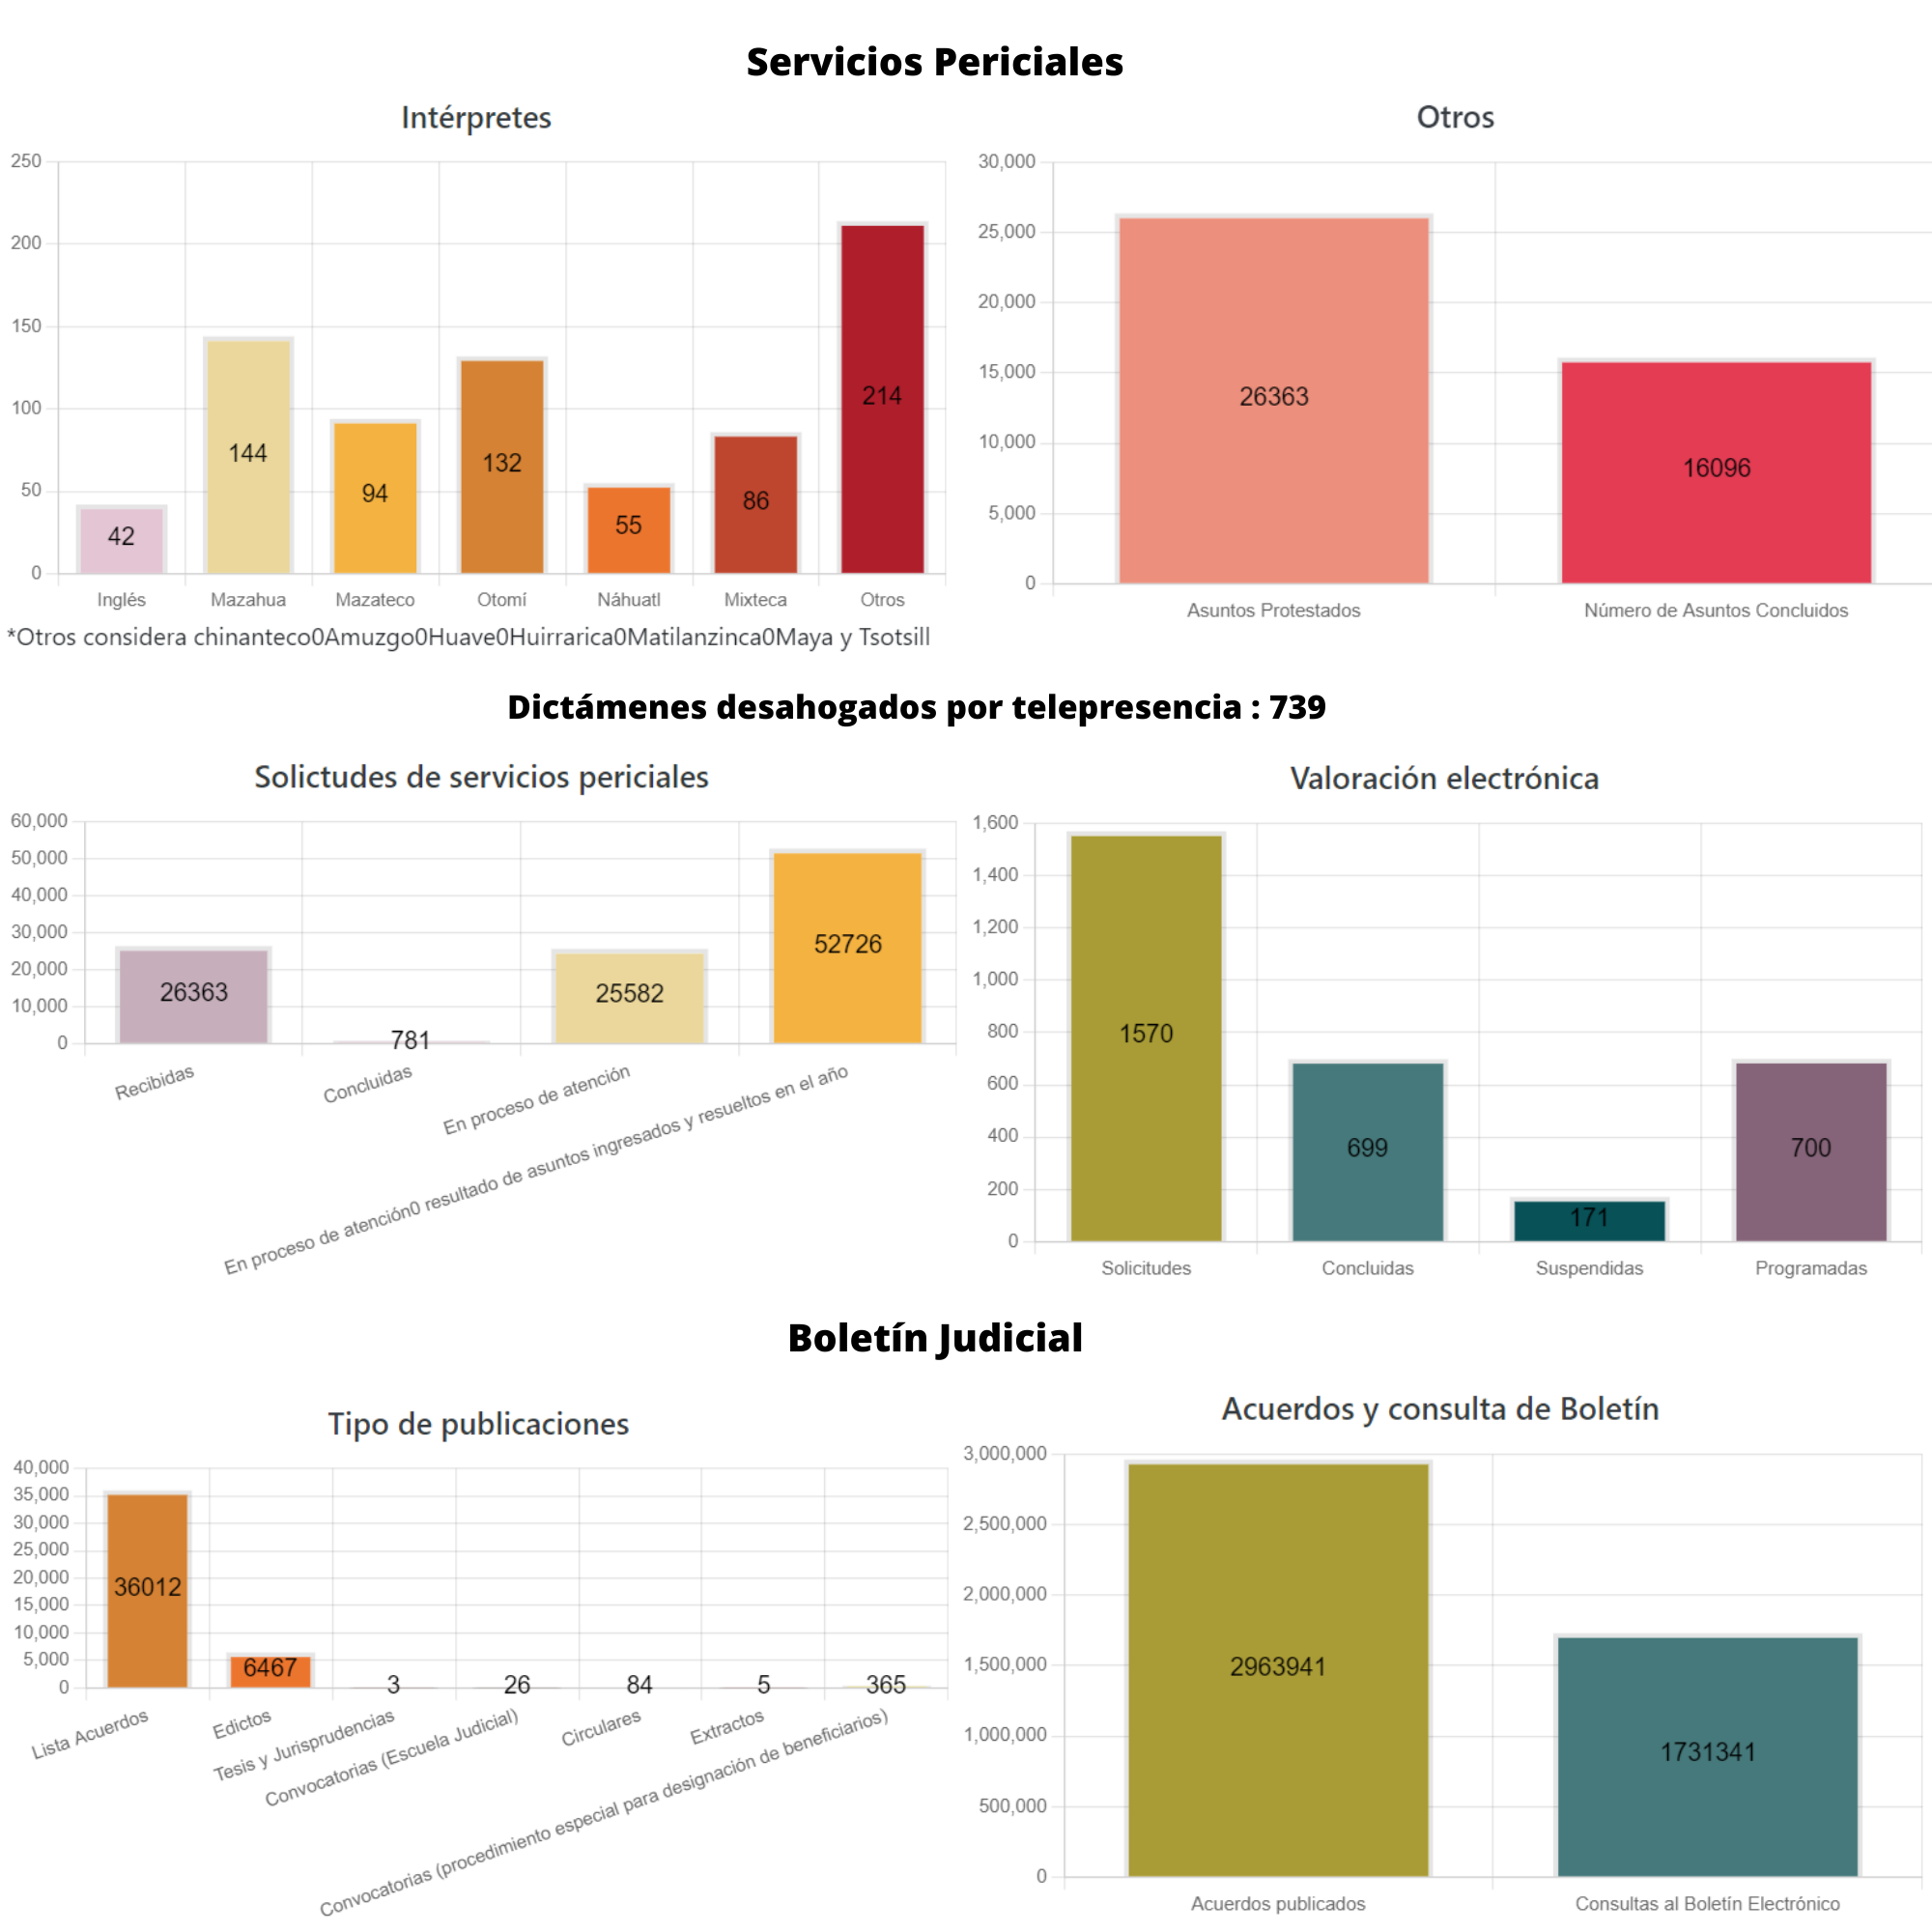 Servicios Periciales
Intérpretes
250
200
150
100
50
0
42
144
94
132
55
86
214
Inglés
Mazahua
Mazateco
Otomí
Náhuatl
Mixteca
Otros
*Otros considera chinanteco0Amuzgo0Huave0Huirrarica0Matilanzinca0Maya y Tsotsill
Otros
30,000
25,000
20,000
15,000
10,000
5,000
0
26363
16096
Asuntos Protestados
Número de Asuntos Concluidos
Dictámenes desahogados por telepresencia : 739
Solictudes de servicios periciales
60,000
50,000
40,000
30,000
20,000
10,000
0
26363
781
25582
52726
Recibidas
Concluidas
En proceso de atención
En proceso de atención0 resultado de asuntos ingresados y resueltos en el año
Valoración electrónica
1,600
1,400
1,200
1,000
800
600
400
200
0
1570
699
171
700
Solicitudes
Concluidas
Suspendidas
Programadas
Boletín Judicial
Tipo de publicaciones
40,000
35,000
30,000
25,000
20,000
15,000
10,000
5,000
0
36012
6467
3
26
84
5
365
Lista Acuerdos
Edictos
Tesis y Jurisprudencias
Convocatorias (Escuela Judicial)
Circulares
Extractos
Convocatorias (procedimiento especial para designación de beneficiarios)
Acuerdos y consulta de Boletín
3,000,000
2,500,000
2,000,000
1,500,000
1,000,000
500,000
0
2963941
1731341
Acuerdos publicados
Consultas al Boletín Electrónico